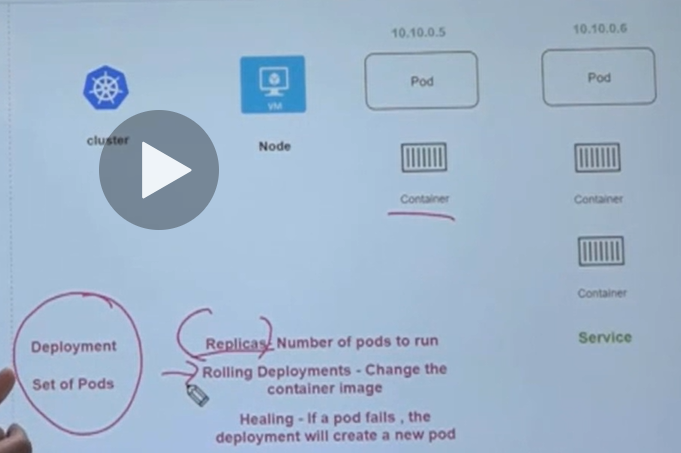 10.10.0.5
10.10.0.6
Pod
Pod
VM
cluster
Node
Container
Container
Container
Service
Deployment
Set of Pods
Replicas- Number of pods to run
Rolling Deployments - Change the
container image
Healing - If a pod fails , the
deployment will create a new pod